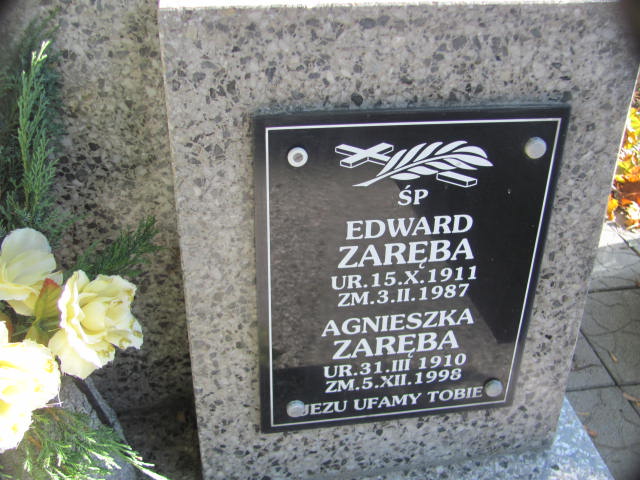 ŚP
EDWARD
ZARĘBA
UR.15.X.1911
ZM.3.II.1987
AGNIESZKA
ZARĘBA
UR.31.III 1910
ZM.5.XII.1998
JEZU UFAMY TOBIE